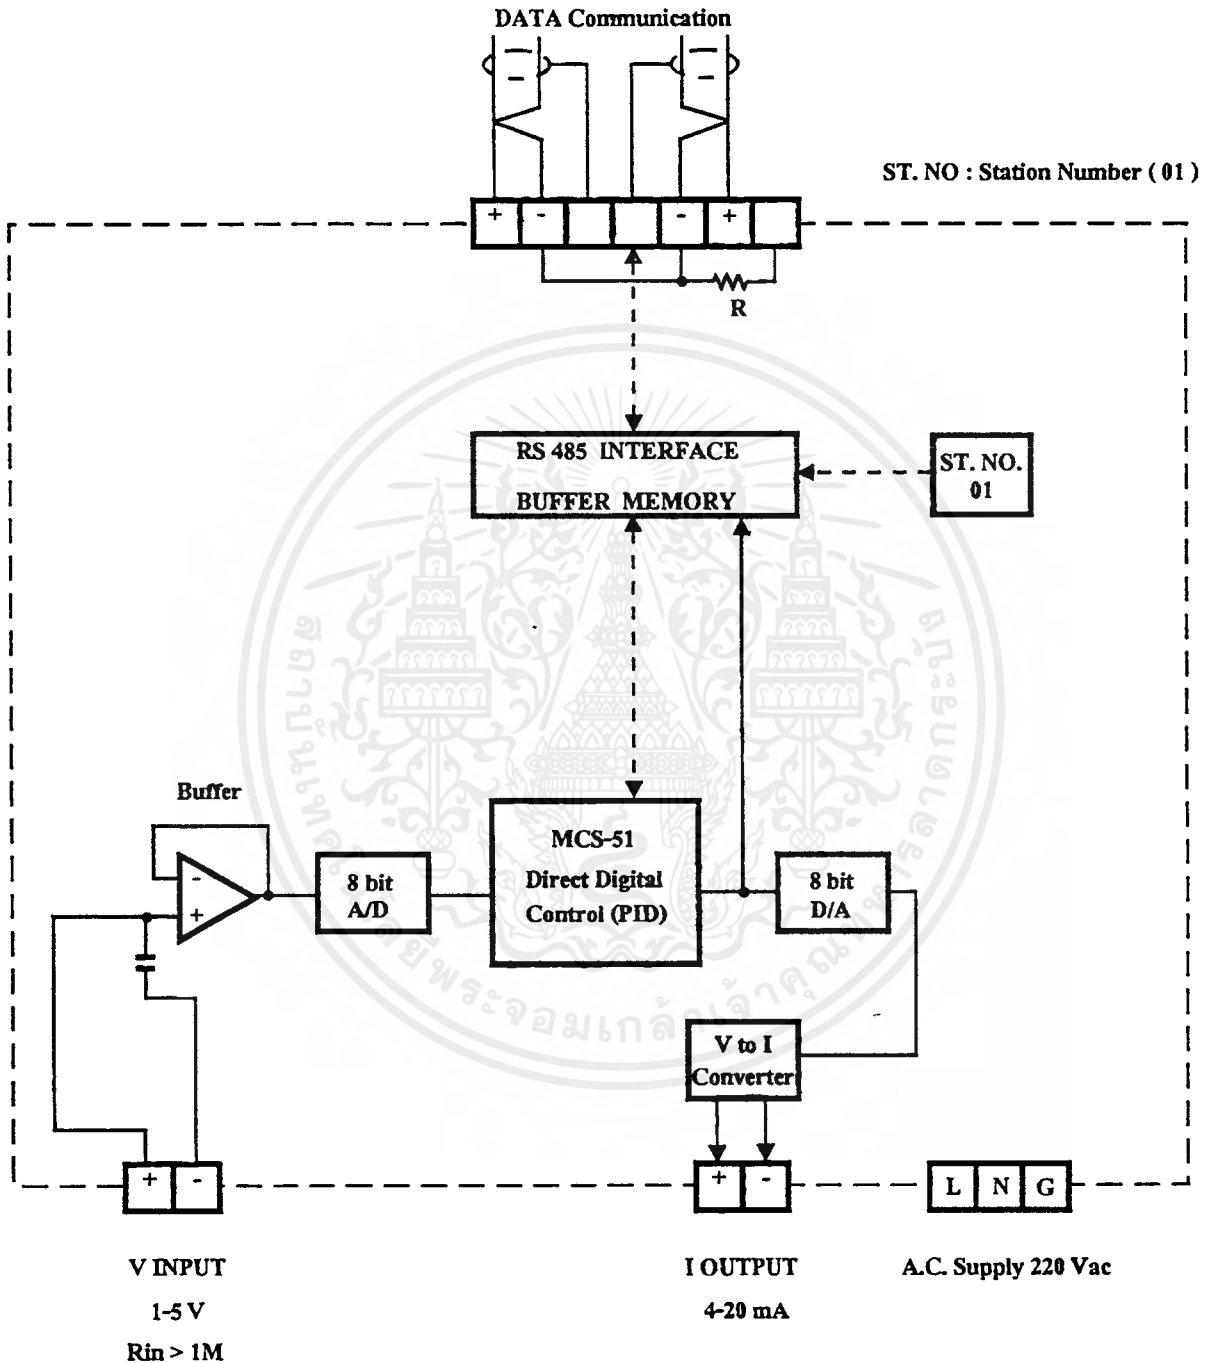 DATA Communication
ST. NO : Station Number ( 01 )
+ - - +
R
RS 485 INTERFACE
BUFFER MEMORY
ST. NO.
01
Buffer
-
+
8 bit
A/D
MCS-51
Direct Digital
Control (PID)
8 bit
D/A
V to I
Converter
+ -
+ -
L N G
V INPUT
1-5 V
Rin > 1M
I OUTPUT
4-20 mA
A.C. Supply 220 Vac